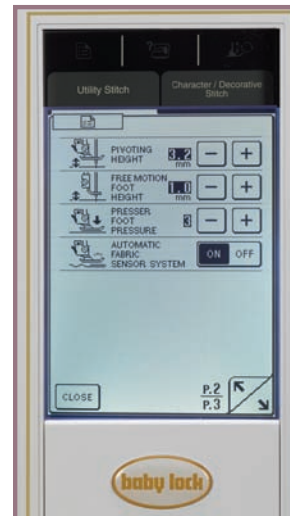 Utility Stitch
Character / Decorative
Stitch
PIVOTING
HEIGHT
3.2
mm
- +
FREE MOTION
FOOT
HEIGHT
1.0
mm
- +
PRESSER
FOOT
PRESSURE
3
- +
AUTOMATIC
FABRIC
SENSOR SYSTEM
ON OFF
CLOSE
P.2
P.3
baby lock